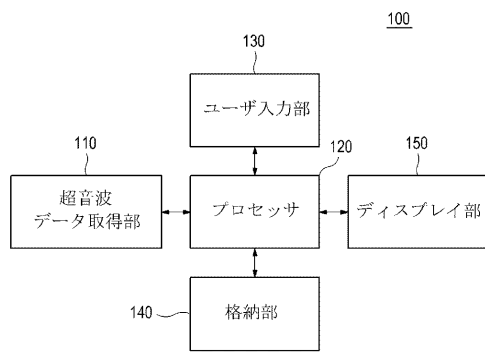 100
130
ユーザ入力部
110
超音波
データ取得部
120
プロセッサ
150
ディスプレイ部
140
格納部